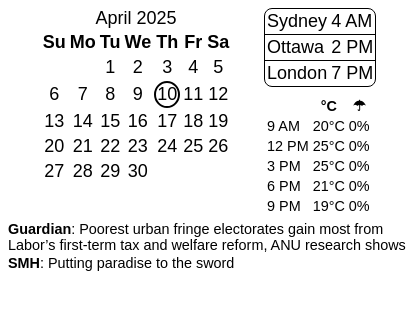 April 2025
Su Mo Tu We Th Fr Sa
1 2 3 4 5
6 7 8 9 10 11 12
13 14 15 16 17 18 19
20 21 22 23 24 25 26
27 28 29 30
Sydney 4 AM
Ottawa 2 PM
London 7 PM
°C ☂
9 AM 20°C 0%
12 PM 25°C 0%
3 PM 25°C 0%
6 PM 21°C 0%
9 PM 19°C 0%
Guardian: Poorest urban fringe electorates gain most from
Labor’s first-term tax and welfare reform, ANU research shows
SMH: Putting paradise to the sword